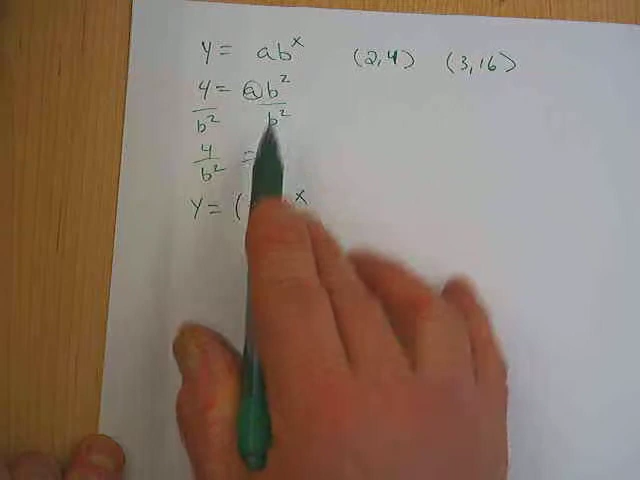 y = ab^x (2,4) (3,16)
4 = ab^2
b^2 b^2
4 =
b^2
y = ( x